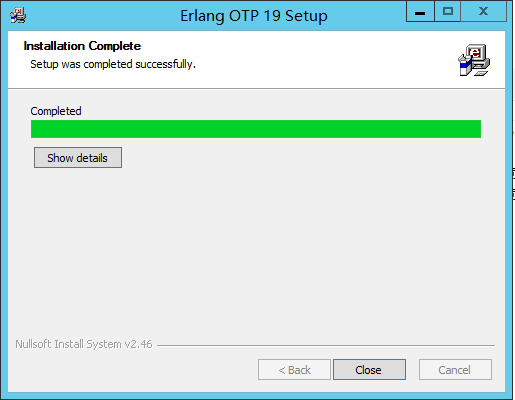 Erlang OTP 19 Setup
Installation Complete
Setup was completed successfully.
Completed
Show details
Nullsoft Install System v2.46
< Back
Close
Cancel